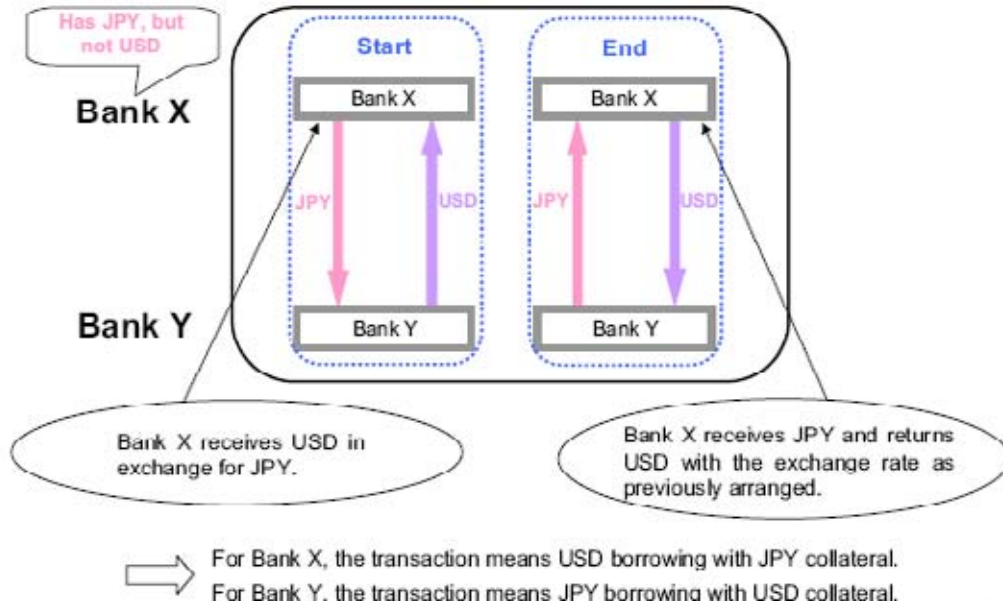 Has JPY, but
not USD
Start
End
Bank X
Bank X
Bank X
JPY
USD
JPY
USD
Bank Y
Bank Y
Bank Y
Bank X receives USD in
exchange for JPY.
Bank X receives JPY and returns
USD with the exchange rate as
previously arranged.
For Bank X, the transaction means USD borrowing with JPY collateral.
For Bank Y, the transaction means JPY borrowing with USD collateral.